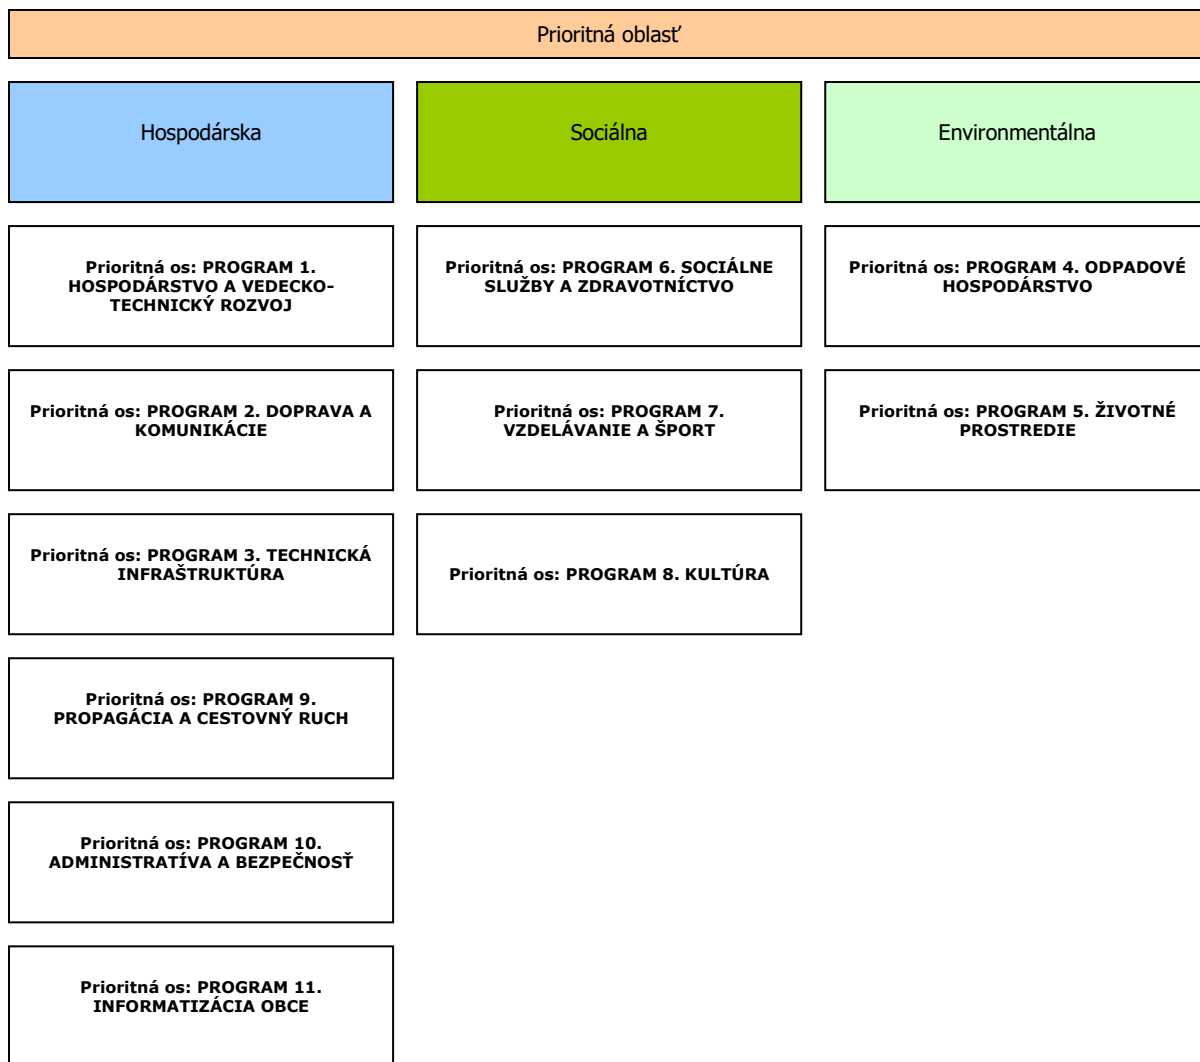 Prioritná oblasť
Hospodárska
Sociálna
Environmentálna
Prioritná os: PROGRAM 1.
HOSPODÁRSTVO A VEDECKO-
TECHNICKÝ ROZVOJ
Prioritná os: PROGRAM 6. SOCIÁLNE
SLUŽBY A ZDRAVOTNÍCTVO
Prioritná os: PROGRAM 4. ODPADOVÉ
HOSPODÁRSTVO
Prioritná os: PROGRAM 2. DOPRAVA A
KOMUNIKÁCIE
Prioritná os: PROGRAM 7.
VZDELÁVANIE A ŠPORT
Prioritná os: PROGRAM 5. ŽIVOTNÉ
PROSTREDIE
Prioritná os: PROGRAM 3. TECHNICKÁ
INFRAŠTRUKTÚRA
Prioritná os: PROGRAM 8. KULTÚRA
Prioritná os: PROGRAM 9.
PROPAGÁCIA A CESTOVNÝ RUCH
Prioritná os: PROGRAM 10.
ADMINISTRATÍVA A BEZPEČNOSŤ
Prioritná os: PROGRAM 11.
INFORMATIZÁCIA OBCE